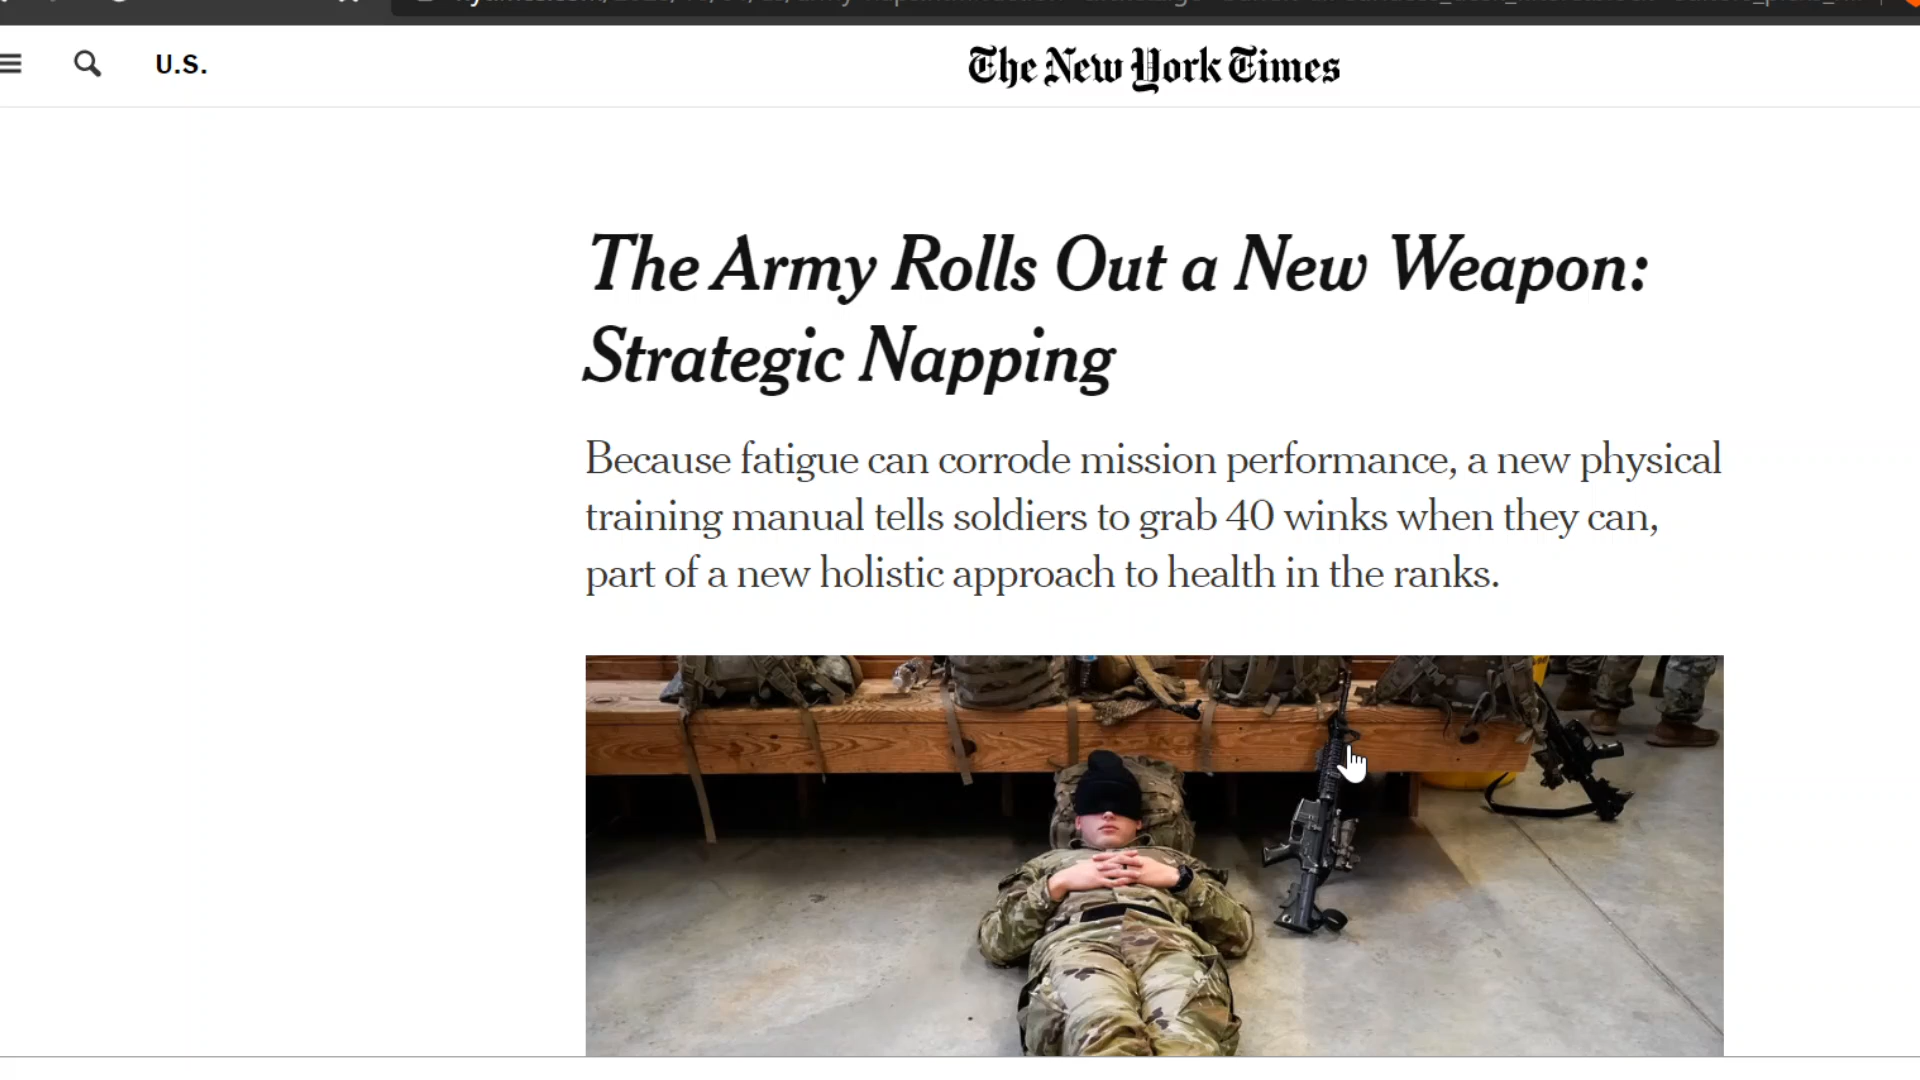 U.S.
The New York Times
The Army Rolls Out a New Weapon:
Strategic Napping
Because fatigue can corrode mission performance, a new physical
training manual tells soldiers to grab 40 winks when they can,
part of a new holistic approach to health in the ranks.